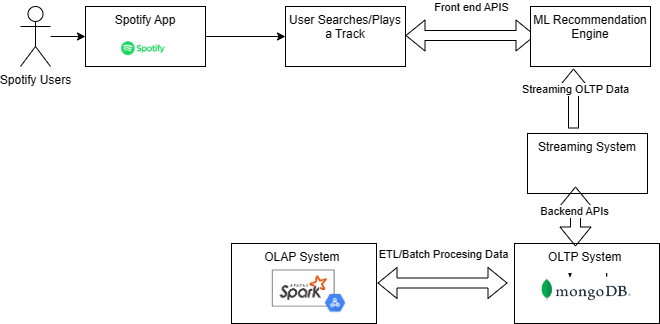 Spotify Users
Spotify App
Spotify
User Searches/Plays
a Track
Front end APIS
ML Recommendation
Engine
Streaming OLTP Data
Streaming System
Backend APIs
OLAP System
APACHE
Spark
ETL/Batch Procesing Data
OLTP System
mongoDB